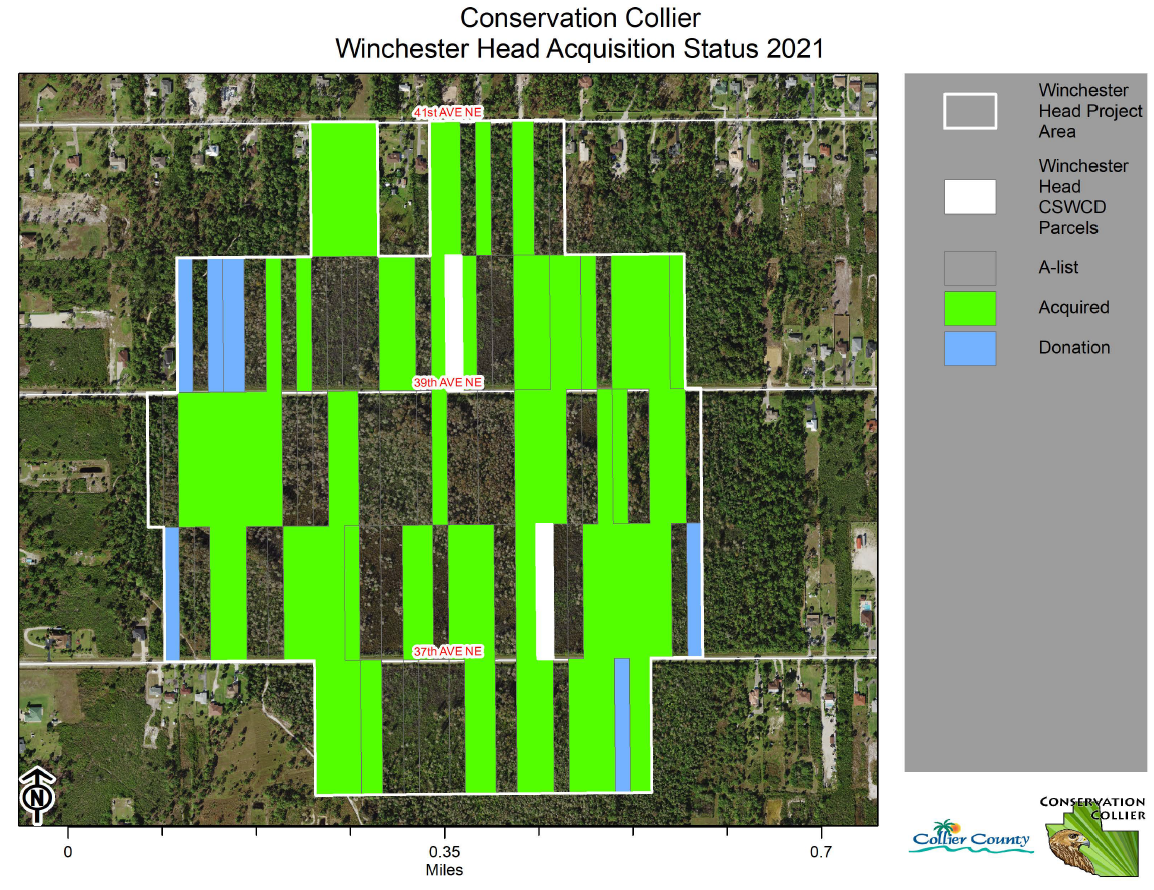 Conservation Collier
Winchester Head Acquisition Status 2021
41st AVE NE
39th AVE NE
37th AVE NE
N
0
0.35
0.7
Miles
Winchester
Head Project
Area
Winchester
Head
CSWCD
Parcels
A-list
Acquired
Donation
Collier County
CONSERVATION
COLLIER